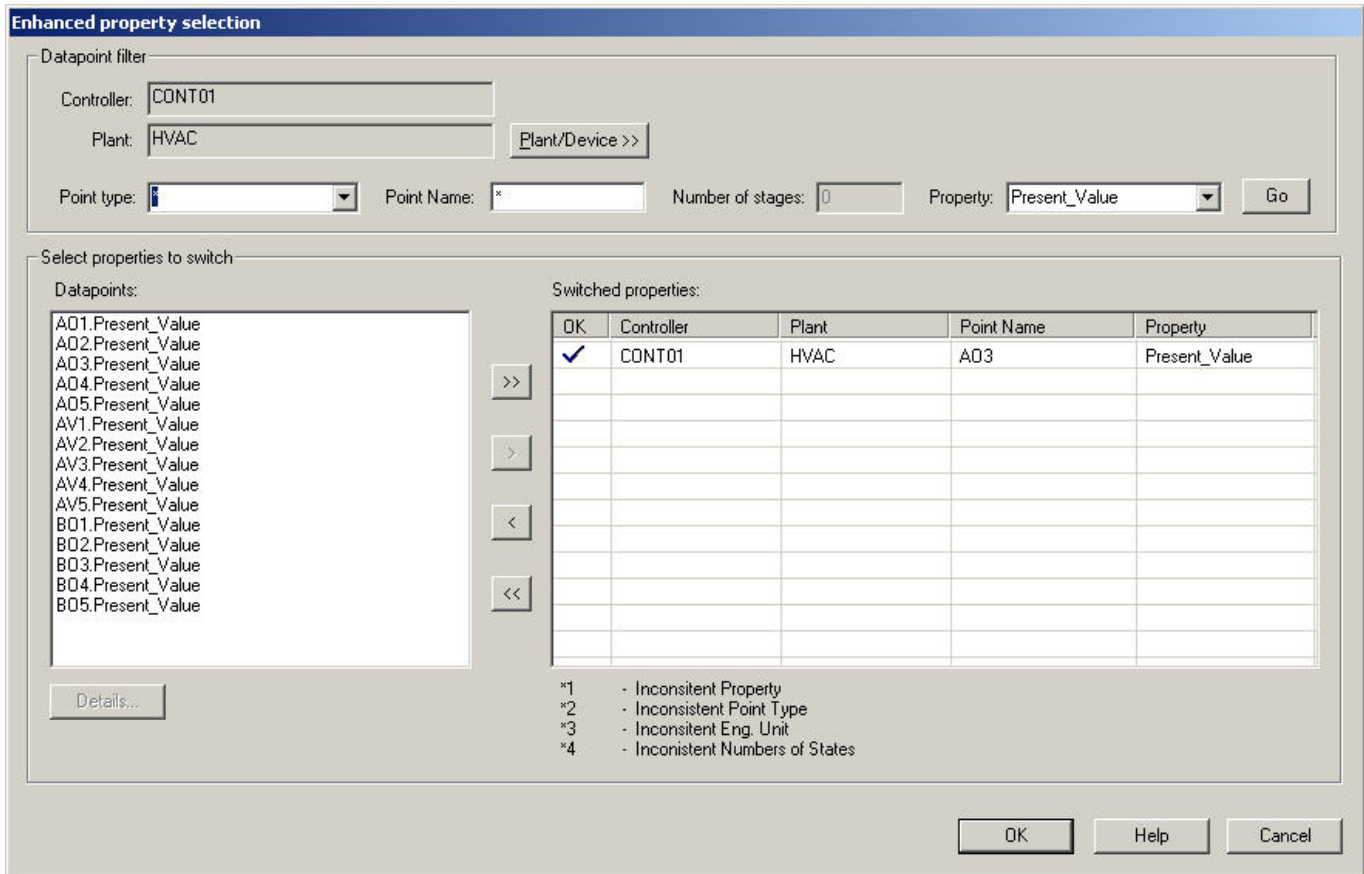 Enhanced property selection
Datapoint filter
Controller: CONT01
Plant: HVAC Plant/Device >>
Point type: * Point Name: * Number of stages: 0 Property: Present_Value Go
Select properties to switch
Datapoints: Switched properties:
AO1.Present_Value
AO2.Present_Value
AO3.Present_Value
AO4.Present_Value
AO5.Present_Value
AV1.Present_Value
AV2.Present_Value
AV3.Present_Value
AV4.Present_Value
AV5.Present_Value
BO1.Present_Value
BO2.Present_Value
BO3.Present_Value
BO4.Present_Value
BO5.Present_Value
>>
>
<
<<
OK Controller Plant Point Name Property
CONT01 HVAC AO3 Present_Value
Details...
*1 - Inconsitent Property
*2 - Inconsistent Point Type
*3 - Inconsitent Eng. Unit
*4 - Inconistent Numbers of States
OK Help Cancel